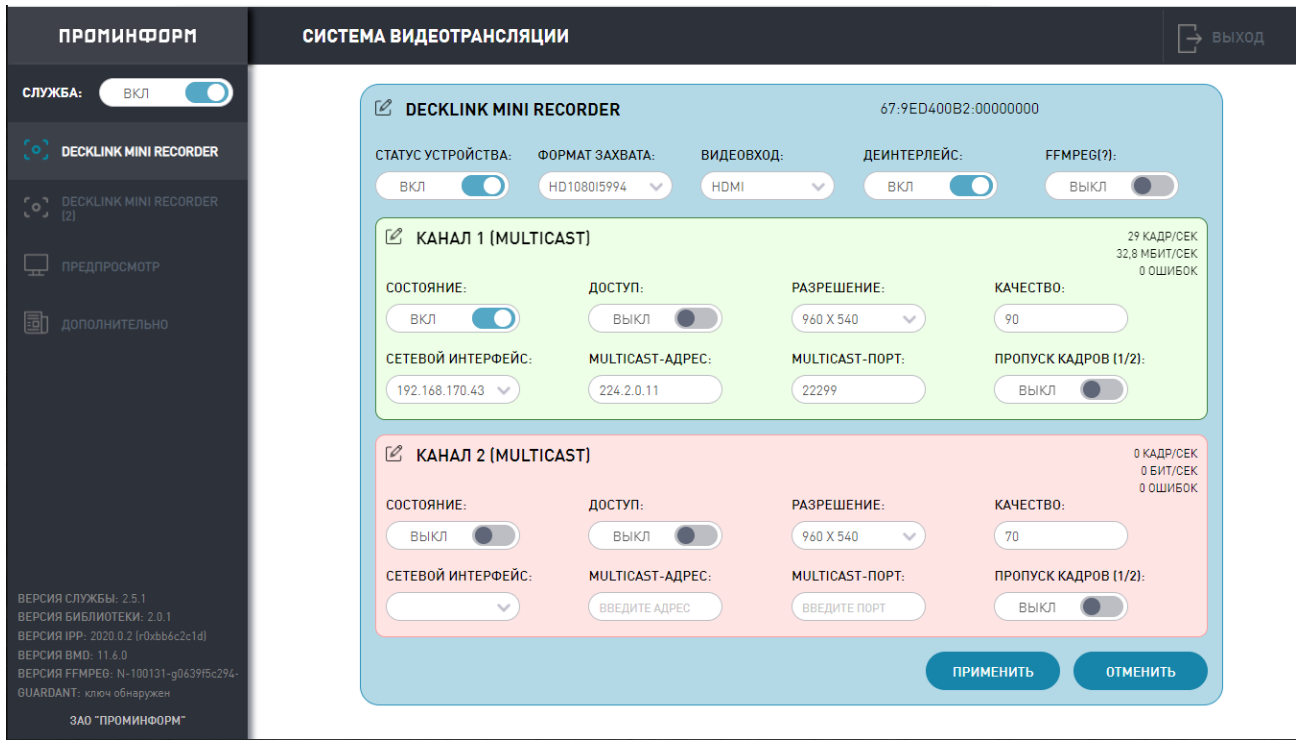 ПРОМИНФОРМ
СИСТЕМА ВИДЕОТРАНСЛЯЦИИ
ВЫХОД
СЛУЖБА: ВКЛ
DECKLINK MINI RECORDER
DECKLINK MINI RECORDER
(2)
ПРЕДПРОСМОТР
ДОПОЛНИТЕЛЬНО
ВЕРСИЯ СЛУЖБЫ: 2.5.1
ВЕРСИЯ БИБЛИОТЕКИ: 2.0.1
ВЕРСИЯ IPP: 2020.0.2 (r0xbb6c2c1d)
ВЕРСИЯ BMD: 11.6.0
ВЕРСИЯ FFMPEG: N-100131-g0639f5c294-
GUARDANT: ключ обнаружен
ЗАО "ПРОМИНФОРМ"
DECKLINK MINI RECORDER 67:9ED400B2:00000000
СТАТУС УСТРОЙСТВА: ФОРМАТ ЗАХВАТА: ВИДЕОВХОД: ДЕИНТЕРЛЕЙС: FFMPEG(?):
ВКЛ HD1080I5994 HDMI ВКЛ ВЫКЛ
КАНАЛ 1 (MULTICAST)
29 КАДР/СЕК
32,8 МБИТ/СЕК
0 ОШИБОК
СОСТОЯНИЕ: ДОСТУП: РАЗРЕШЕНИЕ: КАЧЕСТВО:
ВКЛ ВЫКЛ 960 X 540 90
СЕТЕВОЙ ИНТЕРФЕЙС: MULTICAST-АДРЕС: MULTICAST-ПОРТ: ПРОПУСК КАДРОВ (1/2):
192.168.170.43 224.2.0.11 22299 ВЫКЛ
КАНАЛ 2 (MULTICAST)
0 КАДР/СЕК
0 БИТ/СЕК
0 ОШИБОК
СОСТОЯНИЕ: ДОСТУП: РАЗРЕШЕНИЕ: КАЧЕСТВО:
ВЫКЛ ВЫКЛ 960 X 540 70
СЕТЕВОЙ ИНТЕРФЕЙС: MULTICAST-АДРЕС: MULTICAST-ПОРТ: ПРОПУСК КАДРОВ (1/2):
ВВЕДИТЕ АДРЕС ВВЕДИТЕ ПОРТ ВЫКЛ
ПРИМЕНИТЬ ОТМЕНИТЬ